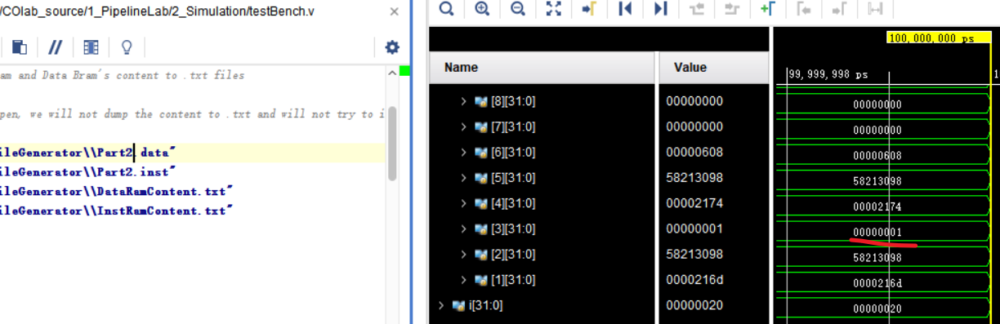 /COlab_source/1_PipelineLab/2_Simulation/testBench.v
am and Data Bram's content to .txt files
pen, we will not dump the content to .txt and will not try to i
ileGenerator\\Part2.data"
ileGenerator\\Part2.inst"
ileGenerator\\DataRamContent.txt"
ileGenerator\\InstRamContent.txt"
100,000,000 ps
Name Value 99,999,998 ps 1
[8][31:0] 00000000 00000000
[7][31:0] 00000000 00000000
[6][31:0] 00000608 00000608
[5][31:0] 58213098 58213098
[4][31:0] 00002174 00002174
[3][31:0] 00000001 00000001
[2][31:0] 58213098 58213098
[1][31:0] 0000216d 0000216d
i[31:0] 00000020 00000020